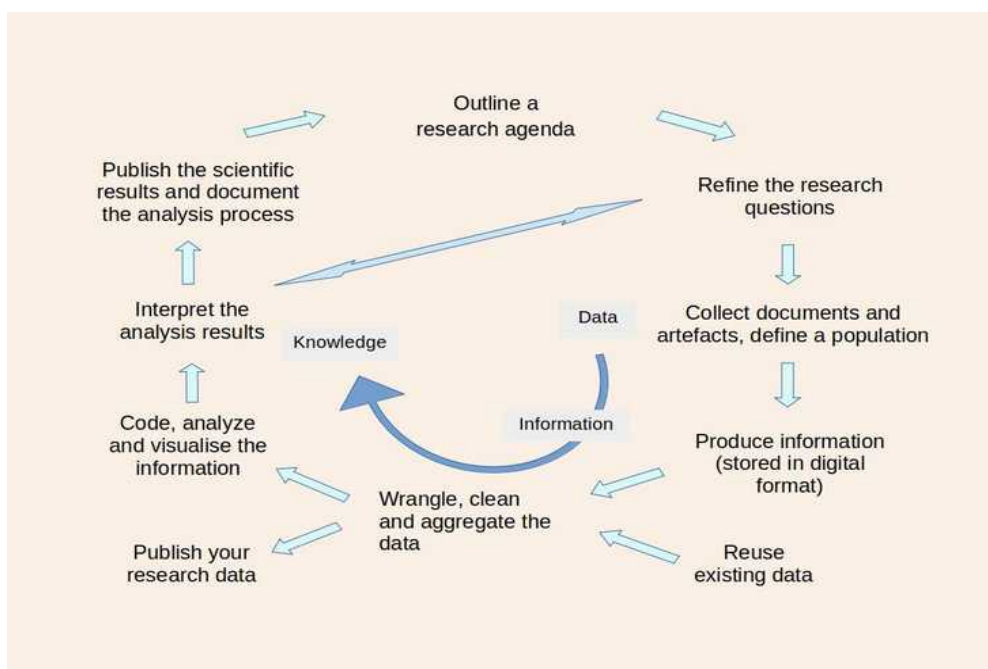 Outline a
research agenda
Publish the scientific
results and document
the analysis process
Refine the research
questions
Interpret the
analysis results
Knowledge
Data
Collect documents and
artefacts, define a population
Code, analyze
and visualise the
information
Information
Produce information
(stored in digital
format)
Wrangle, clean
and aggregate the
data
Publish your
research data
Reuse
existing data